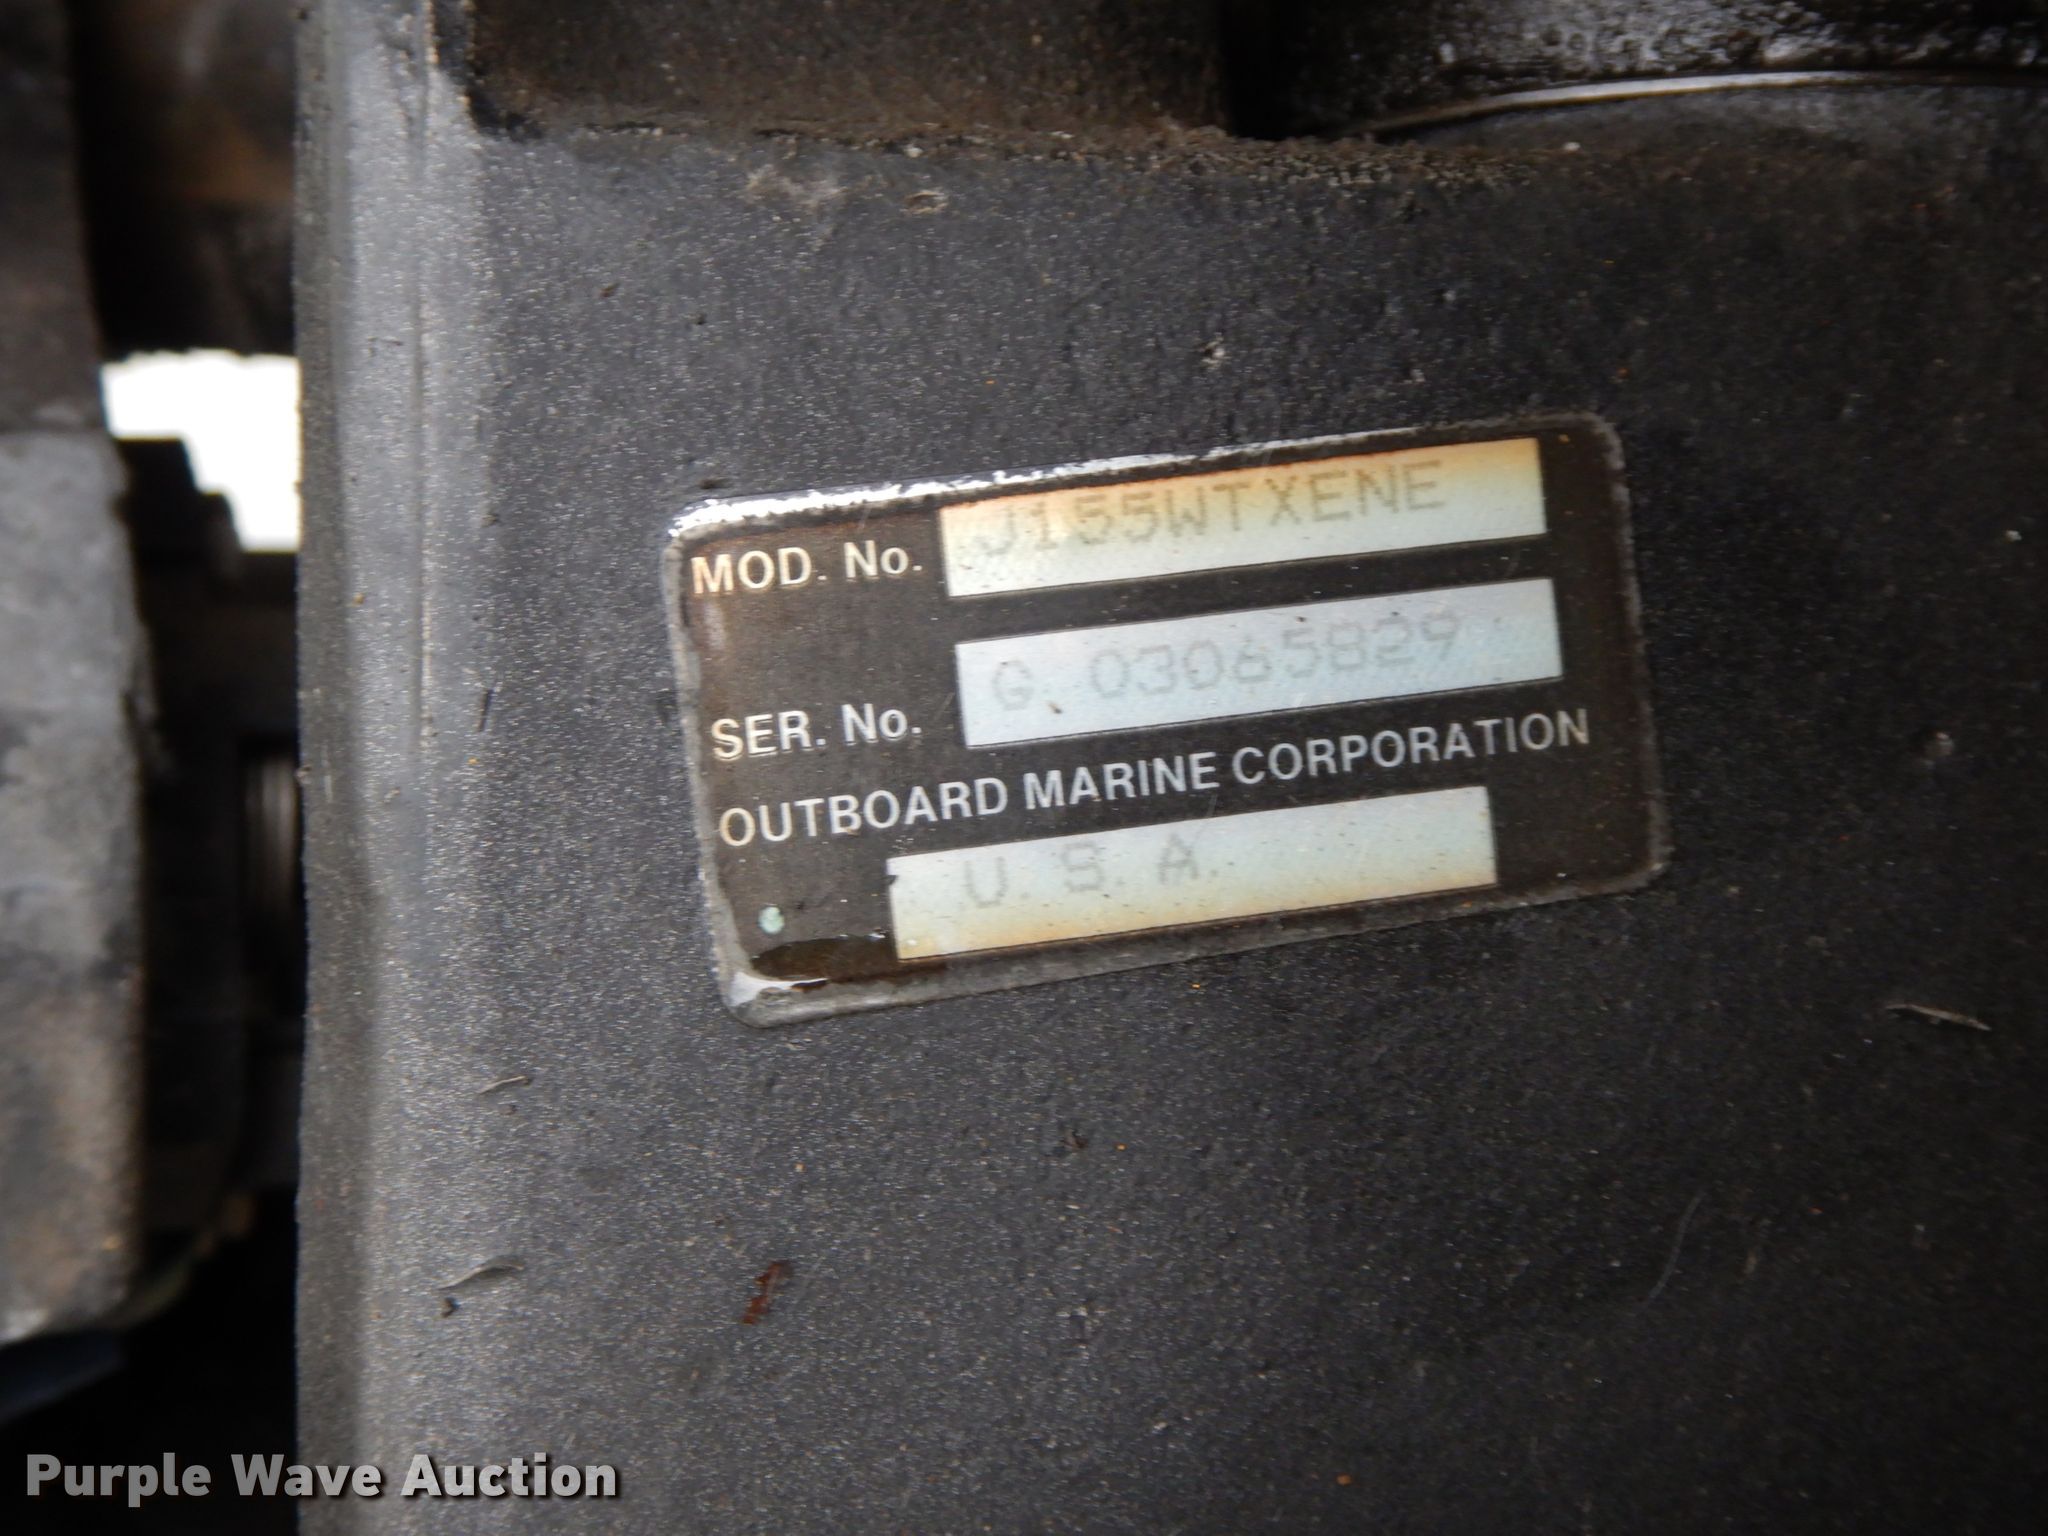 MOD. No. J155WTXENE
SER. No. G 03065829
OUTBOARD MARINE CORPORATION
U. S. A.
Purple Wave Auction